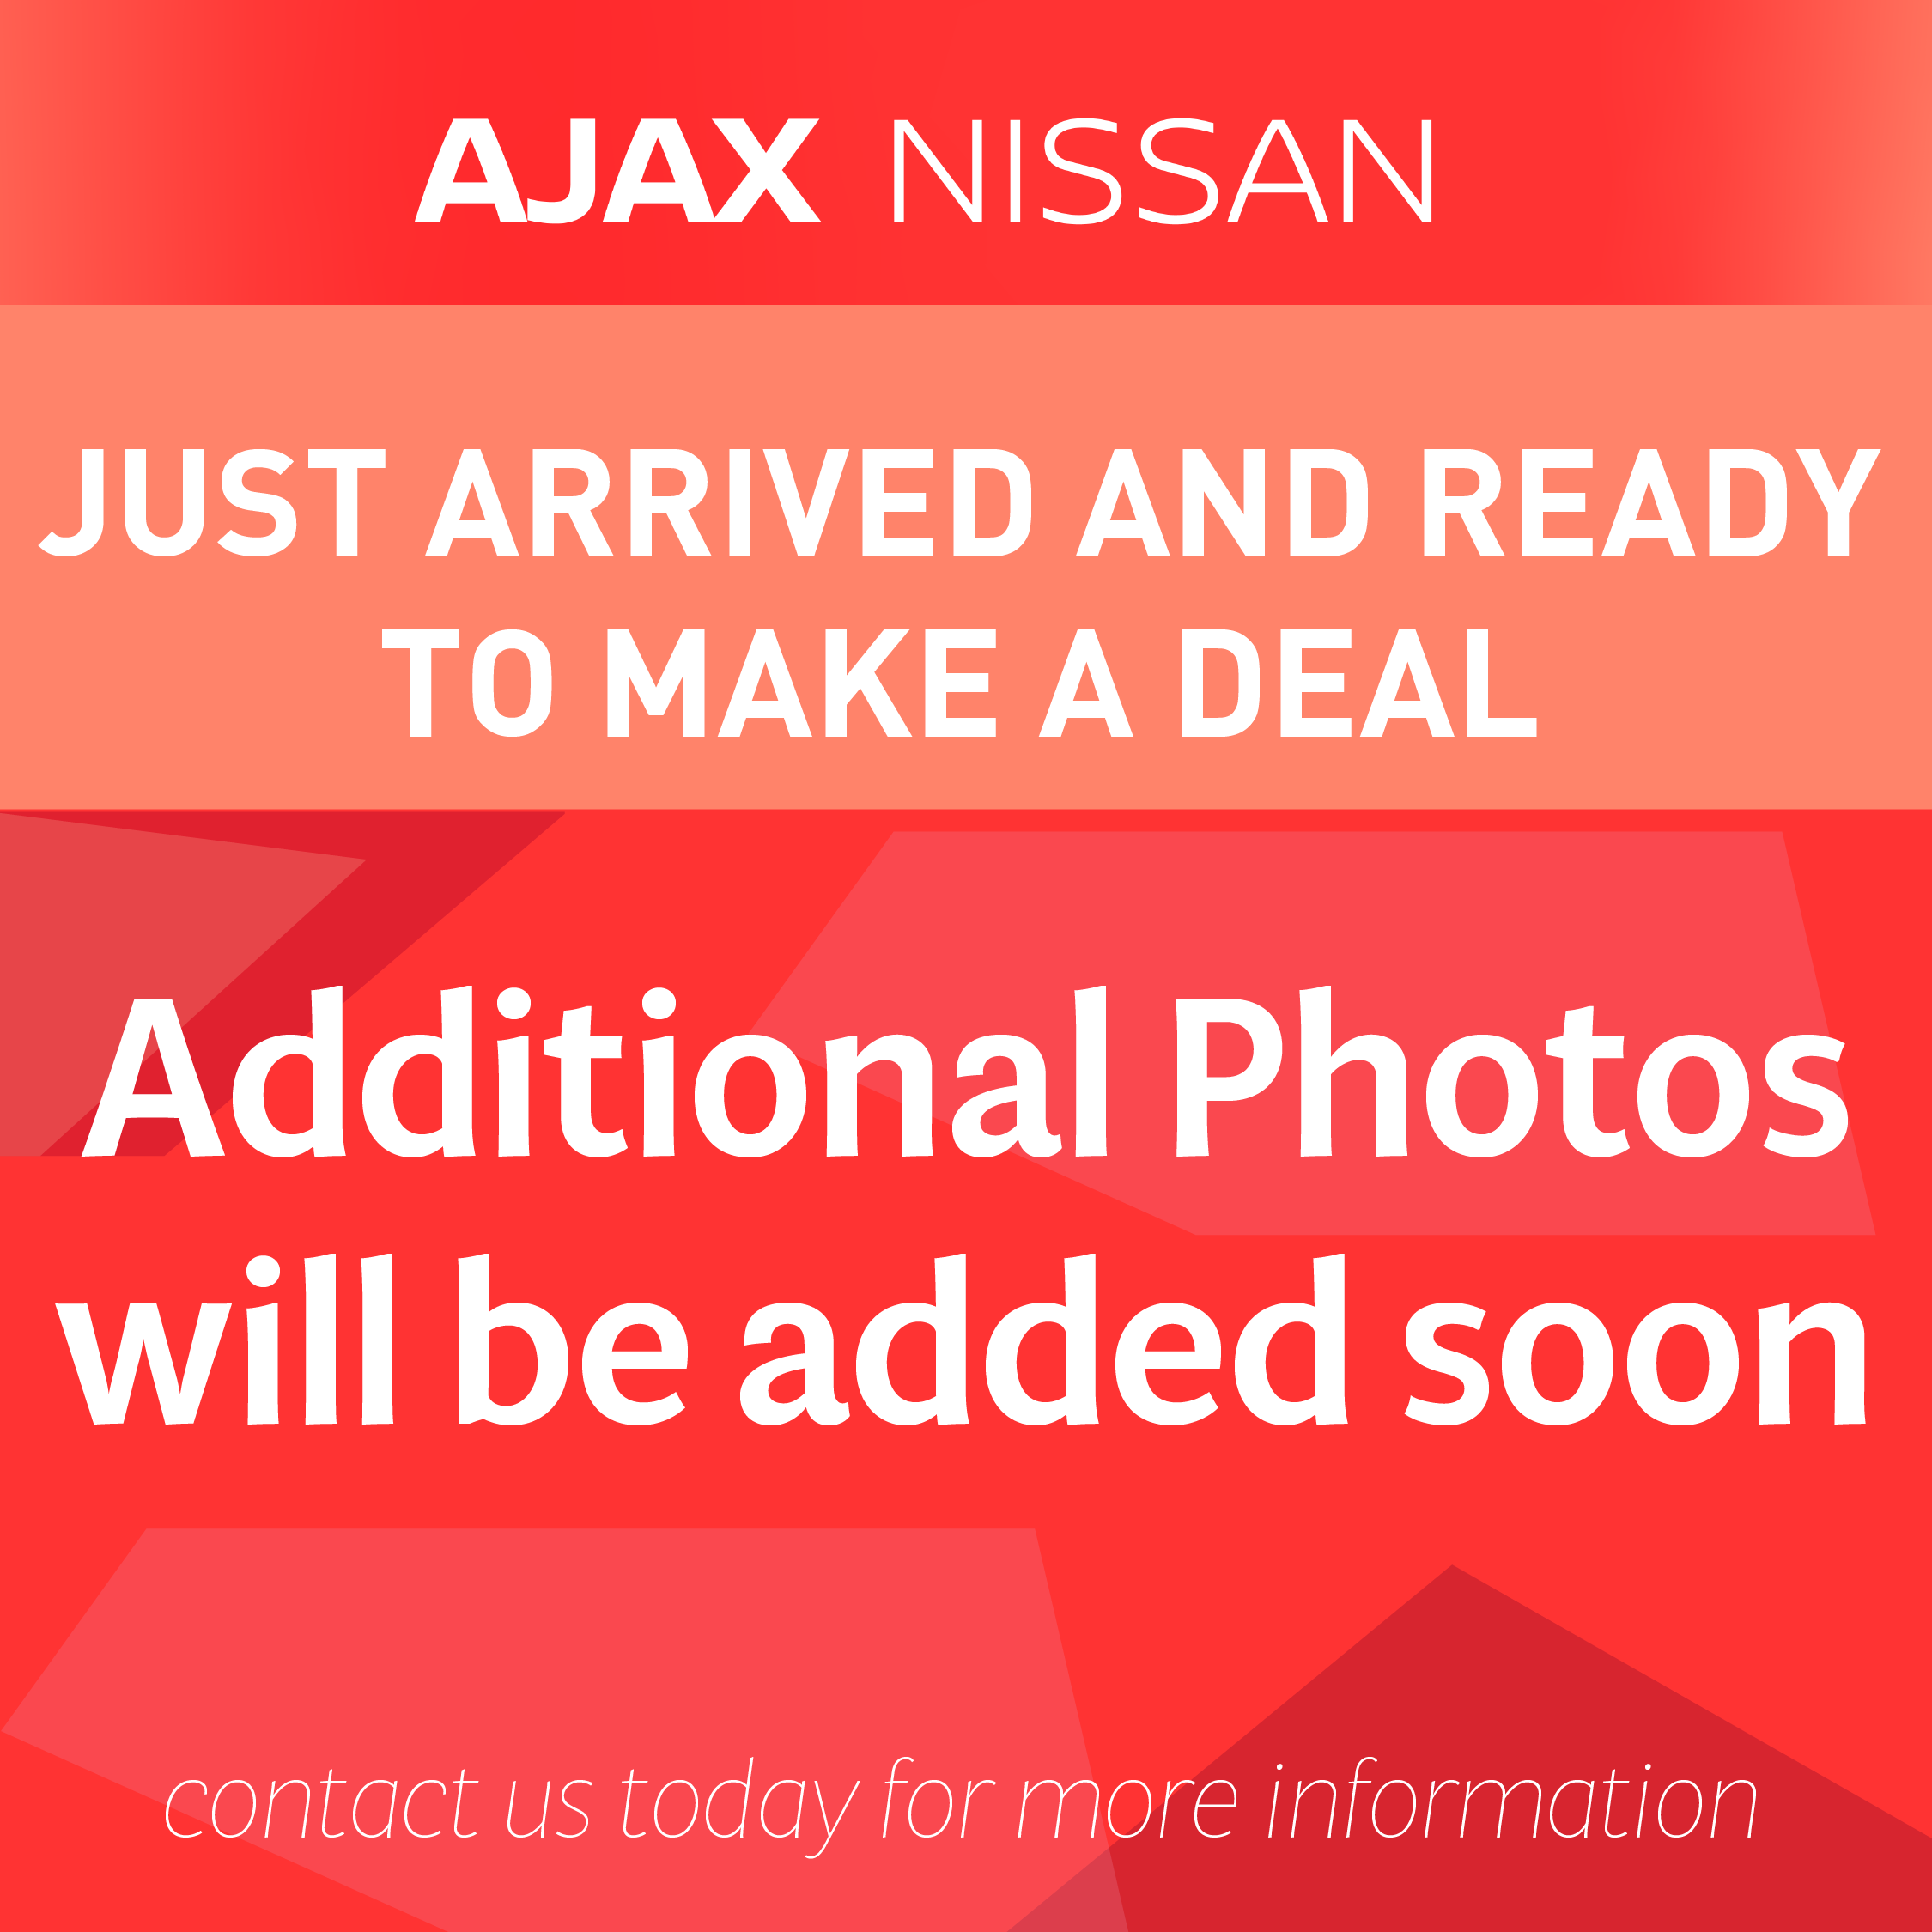 AJAX NISSAN
JUST ARRIVED AND READY
TO MAKE A DEAL
Additional Photos
will be added soon
contact us today for more information